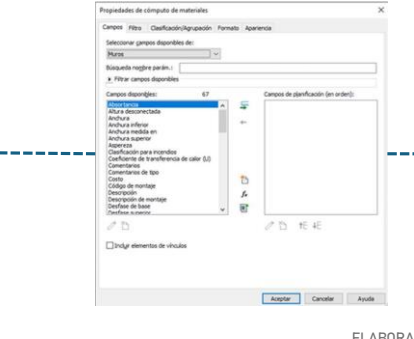 Propiedades de cómputo de materiales
Campos Filtro Clasificación/Agrupación Formato Apariencia
Seleccionar campos disponibles de:
Muros
Búsqueda nombre parám.:
Filtrar campos disponibles
Campos disponibles: 67 Campos de planificación (en orden):
Absortancia
Altura desconectada
Anchura
Anchura inferior
Anchura medida en
Anchura superior
Aspereza
Clasificación para incendios
Coeficiente de transferencia de calor (U)
Comentarios
Comentarios de tipo
Costo
Código de montaje
Descripción
Descripción de montaje
Desfase de base
Desfase superior
Incluir elementos de vínculos
Aceptar Cancelar Ayuda
ELABORA